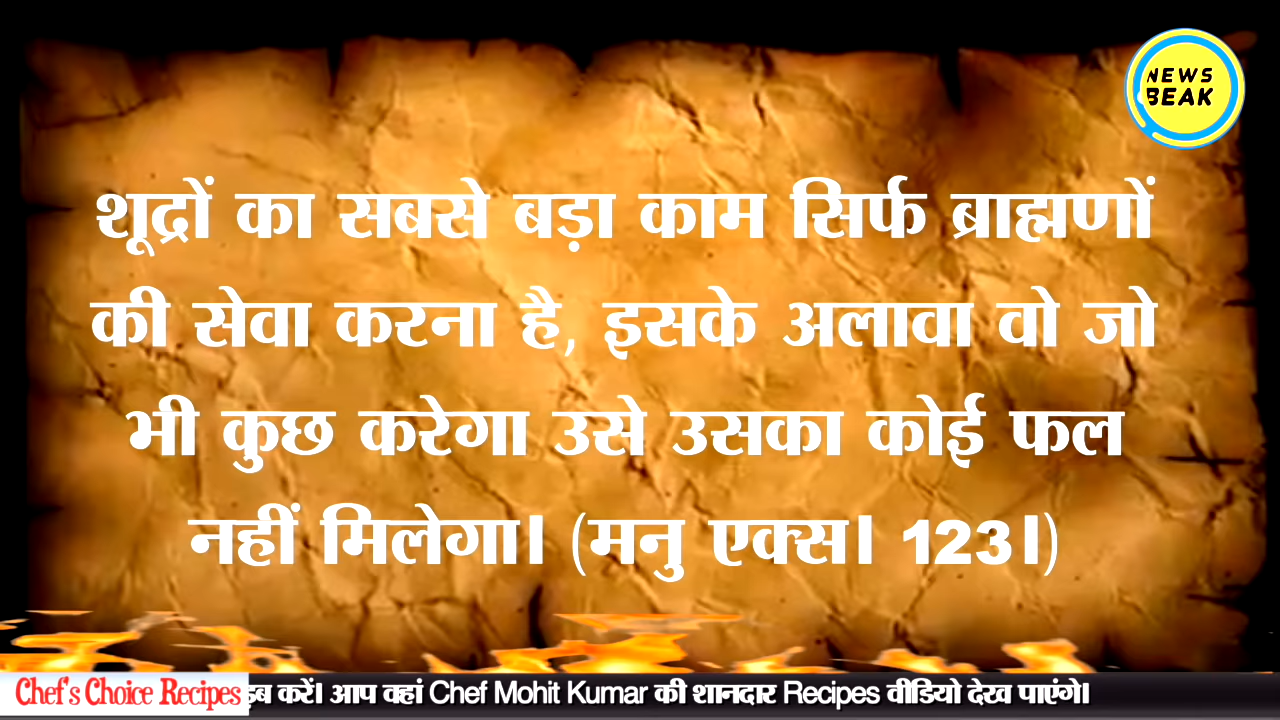 NEWS
BEAK
शूद्रों का सबसे बड़ा काम सिर्फ ब्राह्मणों
की सेवा करना है, इसके अलावा वो जो
भी कुछ करेगा उसे उसका कोई फल
नहीं मिलेगा। (मनु एक्स। 123।)
Chef's Choice Recipes
करें। आप वहां Chef Mohit Kumar की शानदार Recipes वीडियो देख पाएंगे।